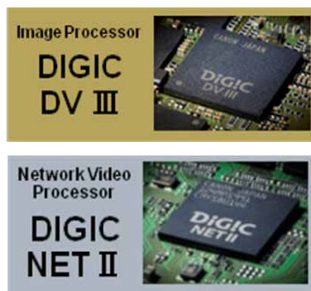 Image Processor
DIGIC
DV III
CANON JAPAN
DIGIC
DV III
Network Video
Processor
DIGIC
NET II
DIGIC
NET II